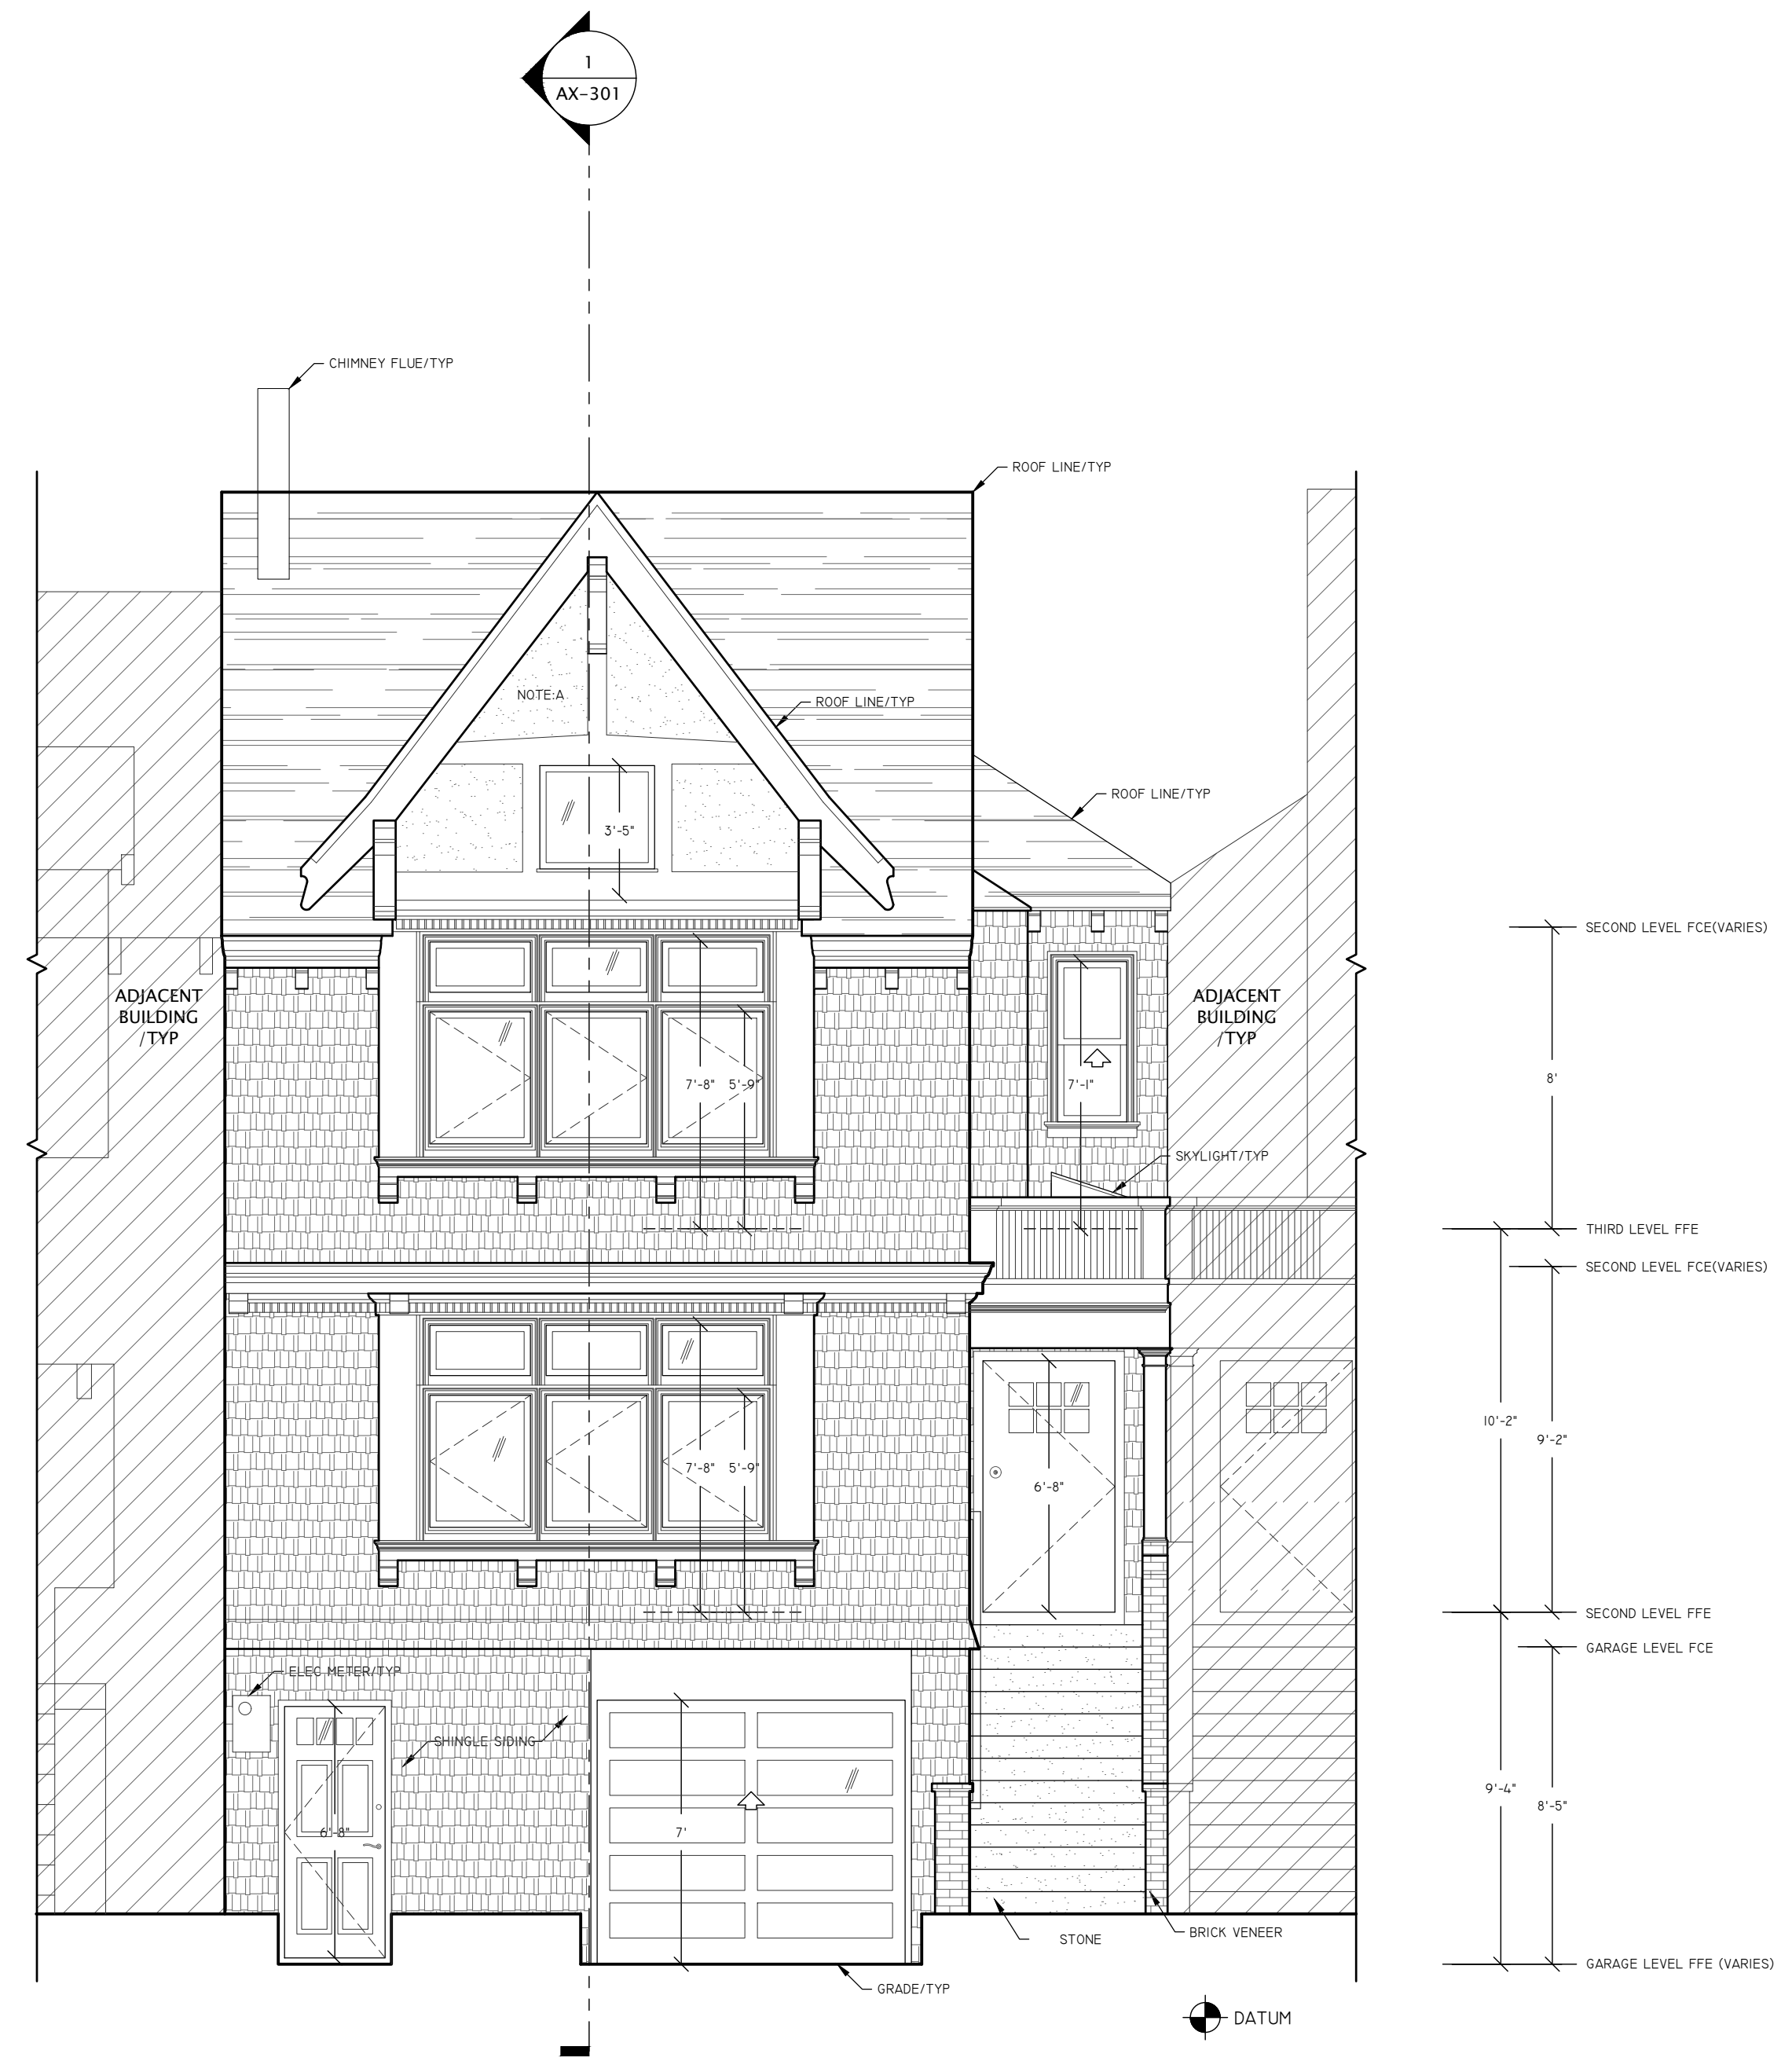 1
AX-301
CHIMNEY FLUE/TYP
ROOF LINE/TYP
NOTE:A
ROOF LINE/TYP
ROOF LINE/TYP
3'-5"
SECOND LEVEL FCE(VARIES)
ADJACENT
BUILDING
/TYP
ADJACENT
BUILDING
/TYP
7'-8"
5'-9"
7'-1"
8'
SKYLIGHT/TYP
THIRD LEVEL FFE
SECOND LEVEL FCE(VARIES)
10'-2"
9'-2"
7'-8"
5'-9"
6'-8"
SECOND LEVEL FFE
GARAGE LEVEL FCE
ELEC METER/TYP
SHINGLE SIDING
9'-4"
8'-5"
6'-8"
7'
BRICK VENEER
STONE
GARAGE LEVEL FFE (VARIES)
GRADE/TYP
DATUM